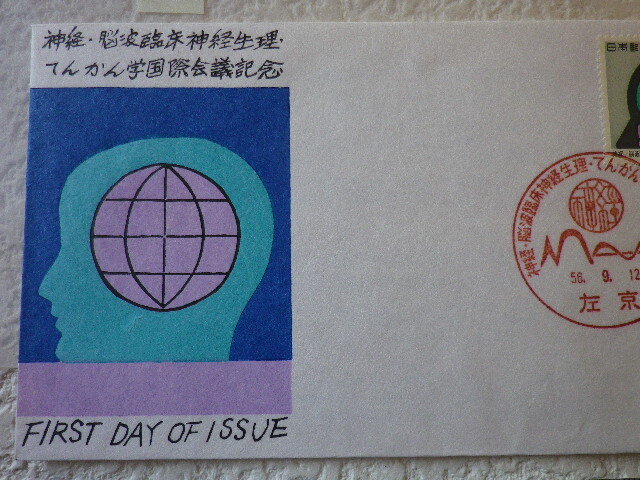 神経・脳波臨床神経生理・
てんかん学国際会議記念
日本郵
神経・脳波臨床神経生理・てんかん
56. 9. 12
左京
FIRST DAY OF ISSUE